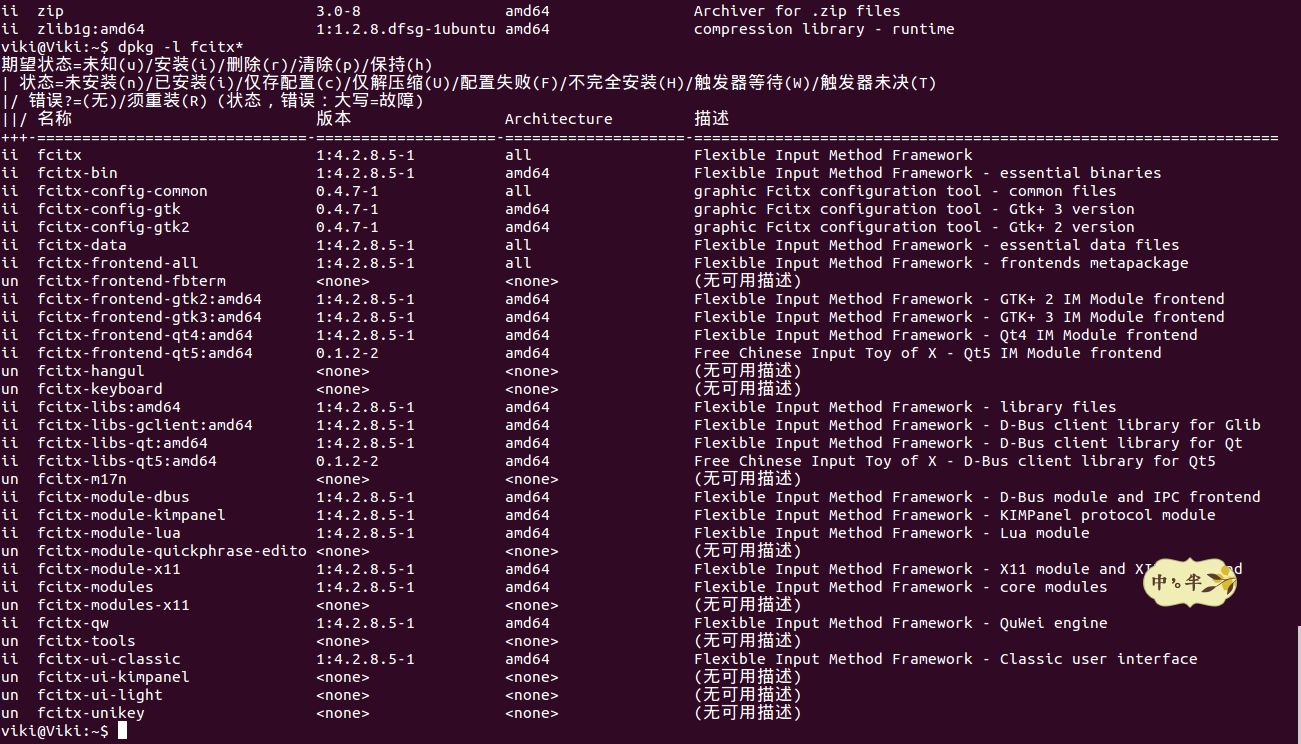 ii  zip                             3.0-8                amd64                Archiver for .zip files
ii  zlib1g:amd64                    1:1.2.8.dfsg-1ubuntu amd64                compression library - runtime
viki@Viki:~$ dpkg -l fcitx*
期望状态=未知(u)/安装(i)/删除(r)/清除(p)/保持(h)
| 状态=未安装(n)/已安装(i)/仅存配置(c)/仅解压缩(U)/配置失败(F)/不完全安装(H)/触发器等待(W)/触发器未决(T)
|/ 错误?=(无)/须重装(R) (状态，错误：大写=故障)
||/ 名称                            版本                 Architecture         描述
+++-==============================-====================-====================-=================================================================
ii  fcitx                           1:4.2.8.5-1          all                  Flexible Input Method Framework
ii  fcitx-bin                       1:4.2.8.5-1          amd64                Flexible Input Method Framework - essential binaries
ii  fcitx-config-common             0.4.7-1              all                  graphic Fcitx configuration tool - common files
ii  fcitx-config-gtk                0.4.7-1              amd64                graphic Fcitx configuration tool - Gtk+ 3 version
ii  fcitx-config-gtk2               0.4.7-1              amd64                graphic Fcitx configuration tool - Gtk+ 2 version
ii  fcitx-data                      1:4.2.8.5-1          all                  Flexible Input Method Framework - essential data files
ii  fcitx-frontend-all              1:4.2.8.5-1          all                  Flexible Input Method Framework - frontends metapackage
un  fcitx-frontend-fbterm           <none>               <none>               (无可用描述)
ii  fcitx-frontend-gtk2:amd64       1:4.2.8.5-1          amd64                Flexible Input Method Framework - GTK+ 2 IM Module frontend
ii  fcitx-frontend-gtk3:amd64       1:4.2.8.5-1          amd64                Flexible Input Method Framework - GTK+ 3 IM Module frontend
ii  fcitx-frontend-qt4:amd64        1:4.2.8.5-1          amd64                Flexible Input Method Framework - Qt4 IM Module frontend
ii  fcitx-frontend-qt5:amd64        0.1.2-2              amd64                Free Chinese Input Toy of X - Qt5 IM Module frontend
un  fcitx-hangul                    <none>               <none>               (无可用描述)
un  fcitx-keyboard                  <none>               <none>               (无可用描述)
ii  fcitx-libs:amd64                1:4.2.8.5-1          amd64                Flexible Input Method Framework - library files
ii  fcitx-libs-gclient:amd64        1:4.2.8.5-1          amd64                Flexible Input Method Framework - D-Bus client library for Glib
ii  fcitx-libs-qt:amd64             1:4.2.8.5-1          amd64                Flexible Input Method Framework - D-Bus client library for Qt
ii  fcitx-libs-qt5:amd64            0.1.2-2              amd64                Free Chinese Input Toy of X - D-Bus client library for Qt5
un  fcitx-m17n                      <none>               <none>               (无可用描述)
ii  fcitx-module-dbus               1:4.2.8.5-1          amd64                Flexible Input Method Framework - D-Bus module and IPC frontend
ii  fcitx-module-kimpanel           1:4.2.8.5-1          amd64                Flexible Input Method Framework - KIMPanel protocol module
ii  fcitx-module-lua                1:4.2.8.5-1          amd64                Flexible Input Method Framework - Lua module
un  fcitx-module-quickphrase-edito <none>               <none>               (无可用描述)
ii  fcitx-module-x11                1:4.2.8.5-1          amd64                Flexible Input Method Framework - X11 module and
ii  fcitx-modules                   1:4.2.8.5-1          amd64                Flexible Input Method Framework - core modules
中，。半
un  fcitx-modules-x11               <none>               <none>               (无可用描述)
ii  fcitx-qw                        1:4.2.8.5-1          amd64                Flexible Input Method Framework - QuWei engine
un  fcitx-tools                     <none>               <none>               (无可用描述)
ii  fcitx-ui-classic                1:4.2.8.5-1          amd64                Flexible Input Method Framework - Classic user interface
un  fcitx-ui-kimpanel               <none>               <none>               (无可用描述)
un  fcitx-ui-light                  <none>               <none>               (无可用描述)
un  fcitx-unikey                    <none>               <none>               (无可用描述)
viki@Viki:~$